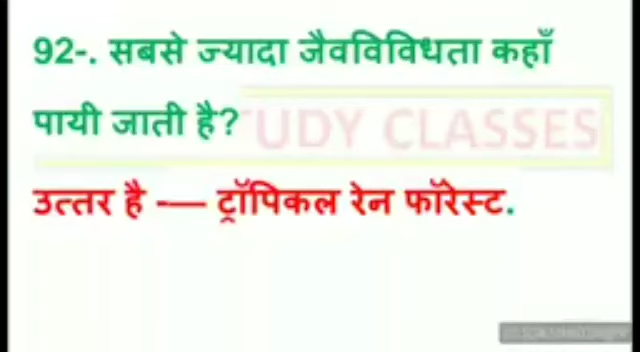 92-. सबसे ज्यादा जैवविविधता कहाँ
पायी जाती है?
UDY CLASSES
उत्तर है -— ट्रॉपिकल रेन फॉरेस्ट.